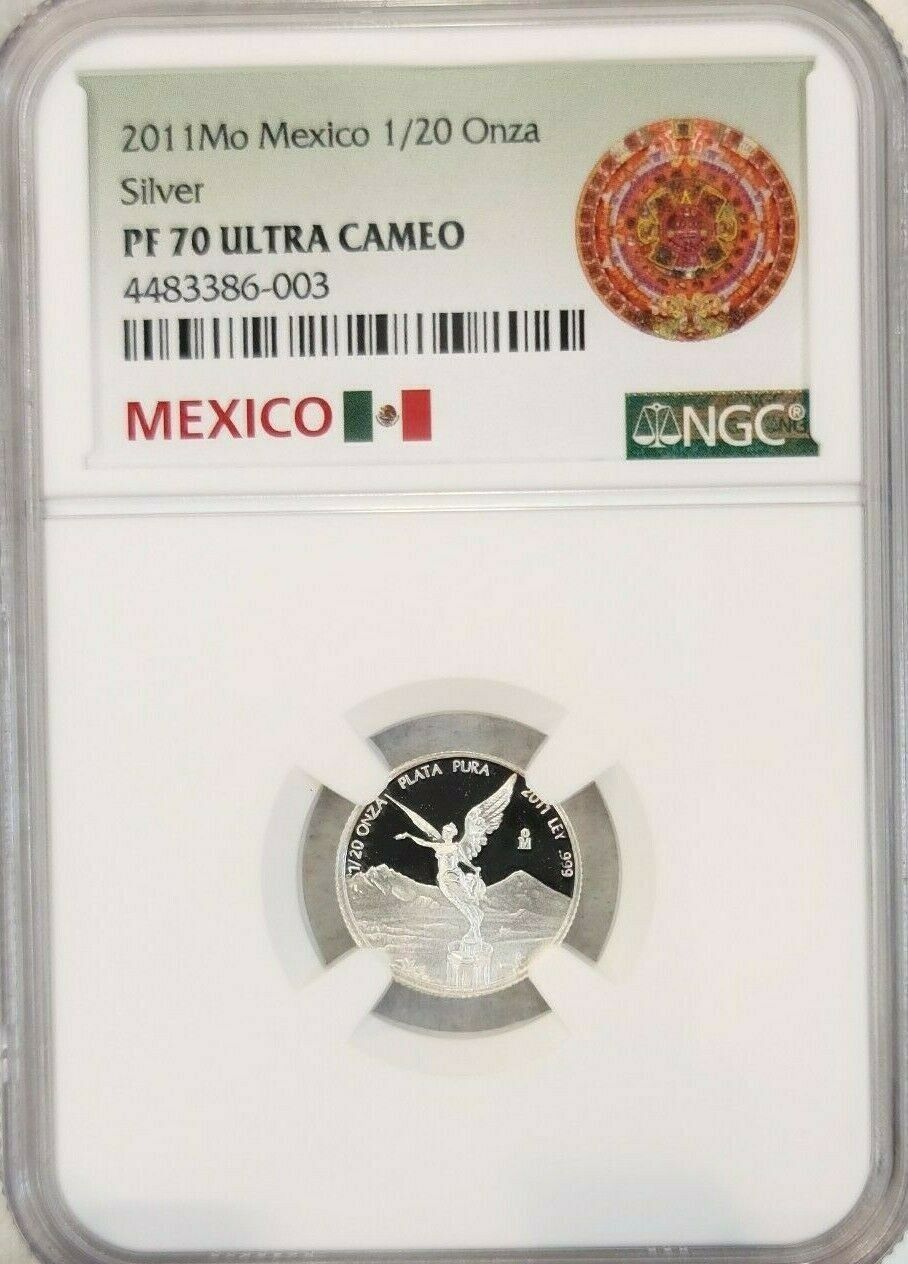 2011Mo Mexico 1/20 Onza
Silver
PF 70 ULTRA CAMEO
4483386-003
MEXICO
NGC®
1/20 ONZA PLATA PURA 2011 LEY .999